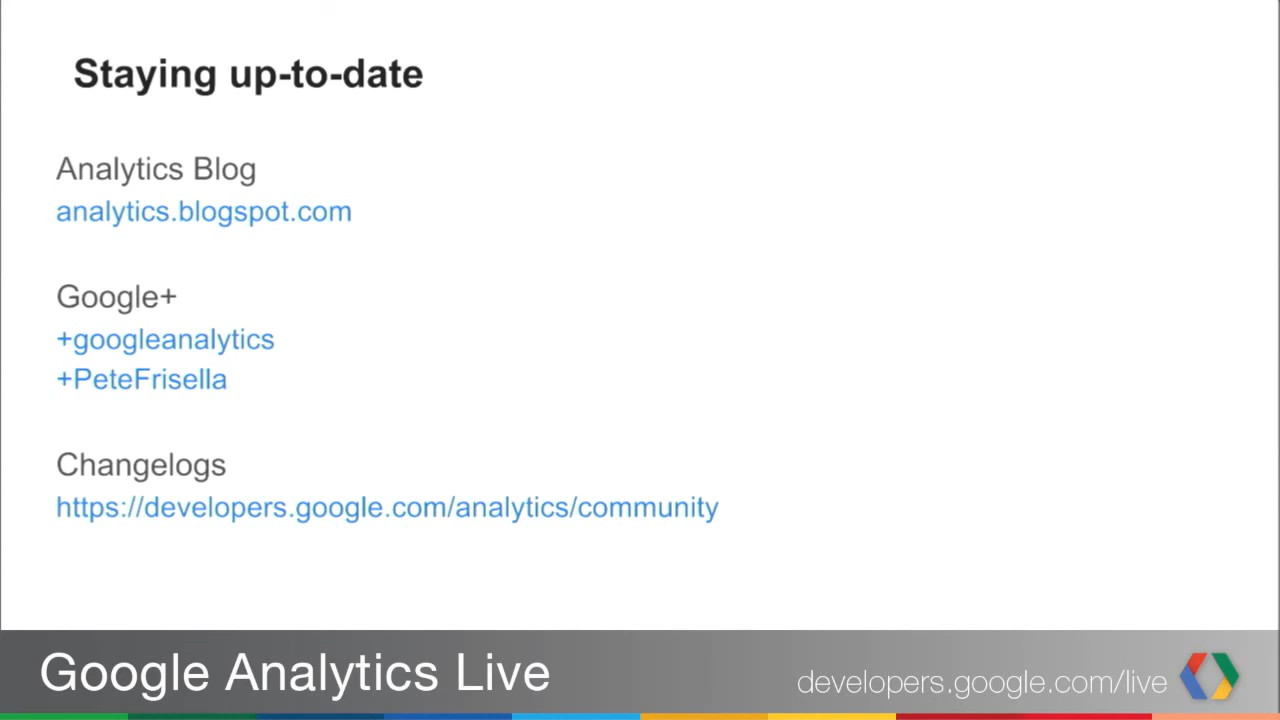 Staying up-to-date
Analytics Blog
analytics.blogspot.com
Google+
+googleanalytics
+PeteFrisella
Changelogs
https://developers.google.com/analytics/community
Google Analytics Live
developers.google.com/live